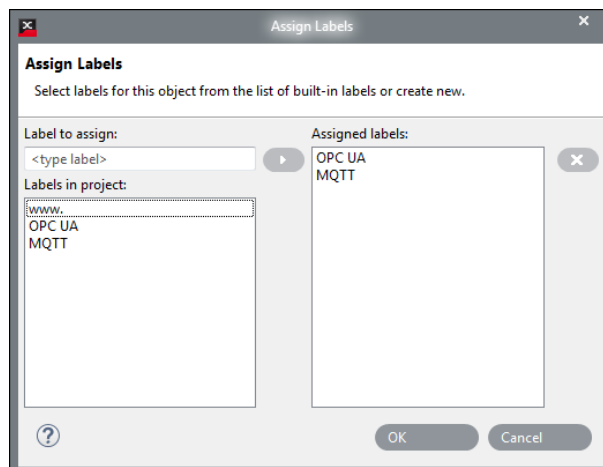 Assign Labels
Assign Labels
Select labels for this object from the list of built-in labels or create new.
Label to assign:
<type label>
Labels in project:
www.
OPC UA
MQTT
Assigned labels:
OPC UA
MQTT
OK
Cancel